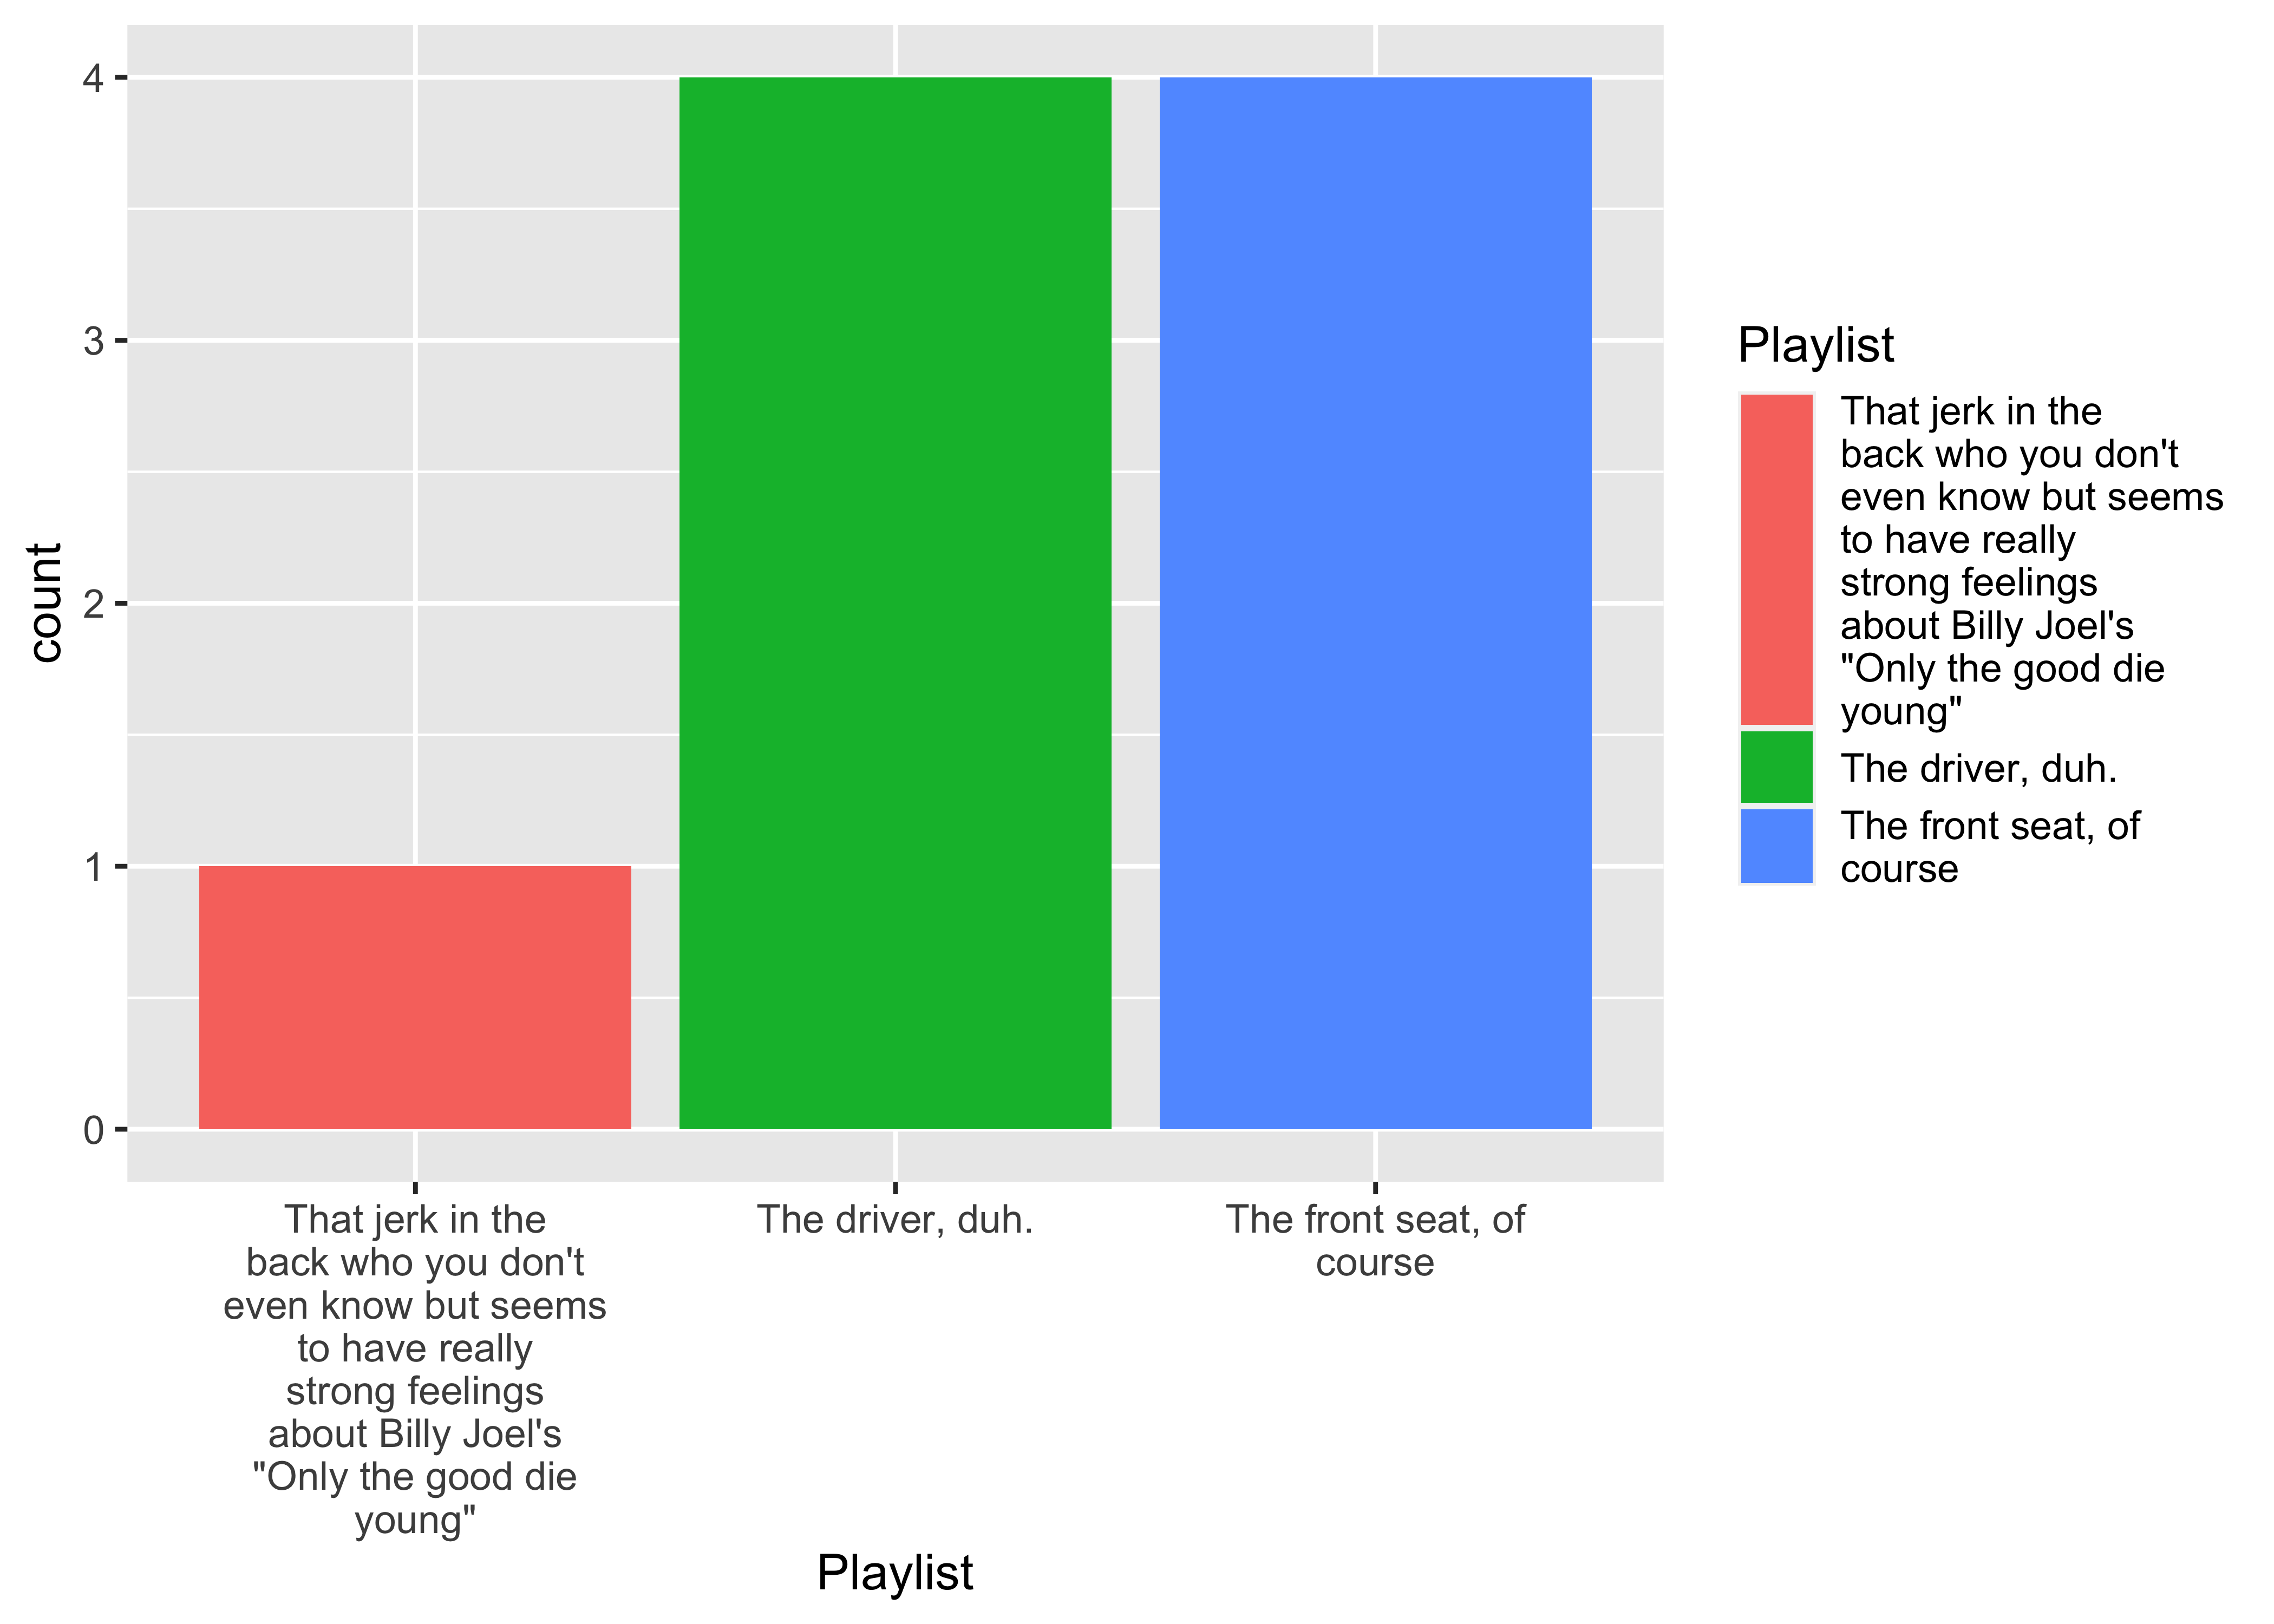 4
3
2
1
0
count
That jerk in the
back who you don't
even know but seems
to have really
strong feelings
about Billy Joel's
"Only the good die
young"
The driver, duh.
The front seat, of
course
Playlist
Playlist
That jerk in the
back who you don't
even know but seems
to have really
strong feelings
about Billy Joel's
"Only the good die
young"
The driver, duh.
The front seat, of
course